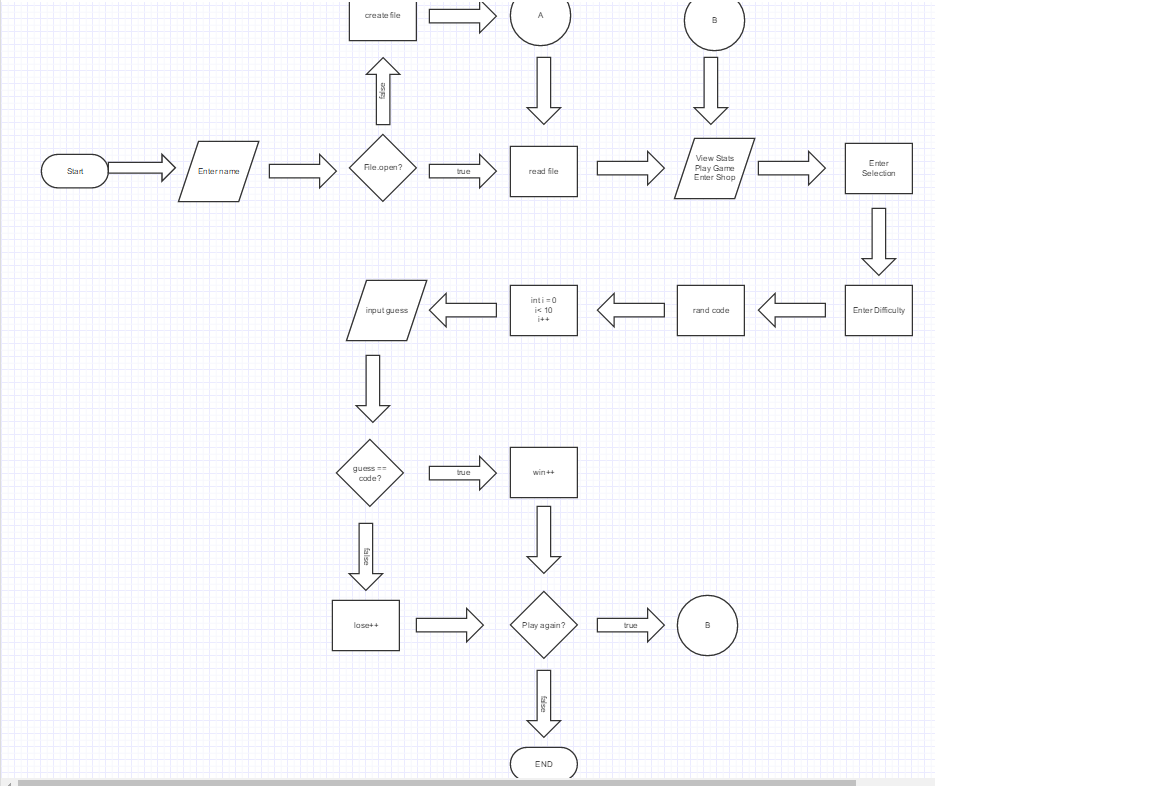 create file
A
B
false
Start
Enter name
File.open?
true
read file
View Stats
Play Game
Enter Shop
Enter
Selection
input guess
int i = 0
i< 10
i++
rand code
Enter Difficulty
guess ==
code?
true
win++
false
lose++
Play again?
true
B
false
END